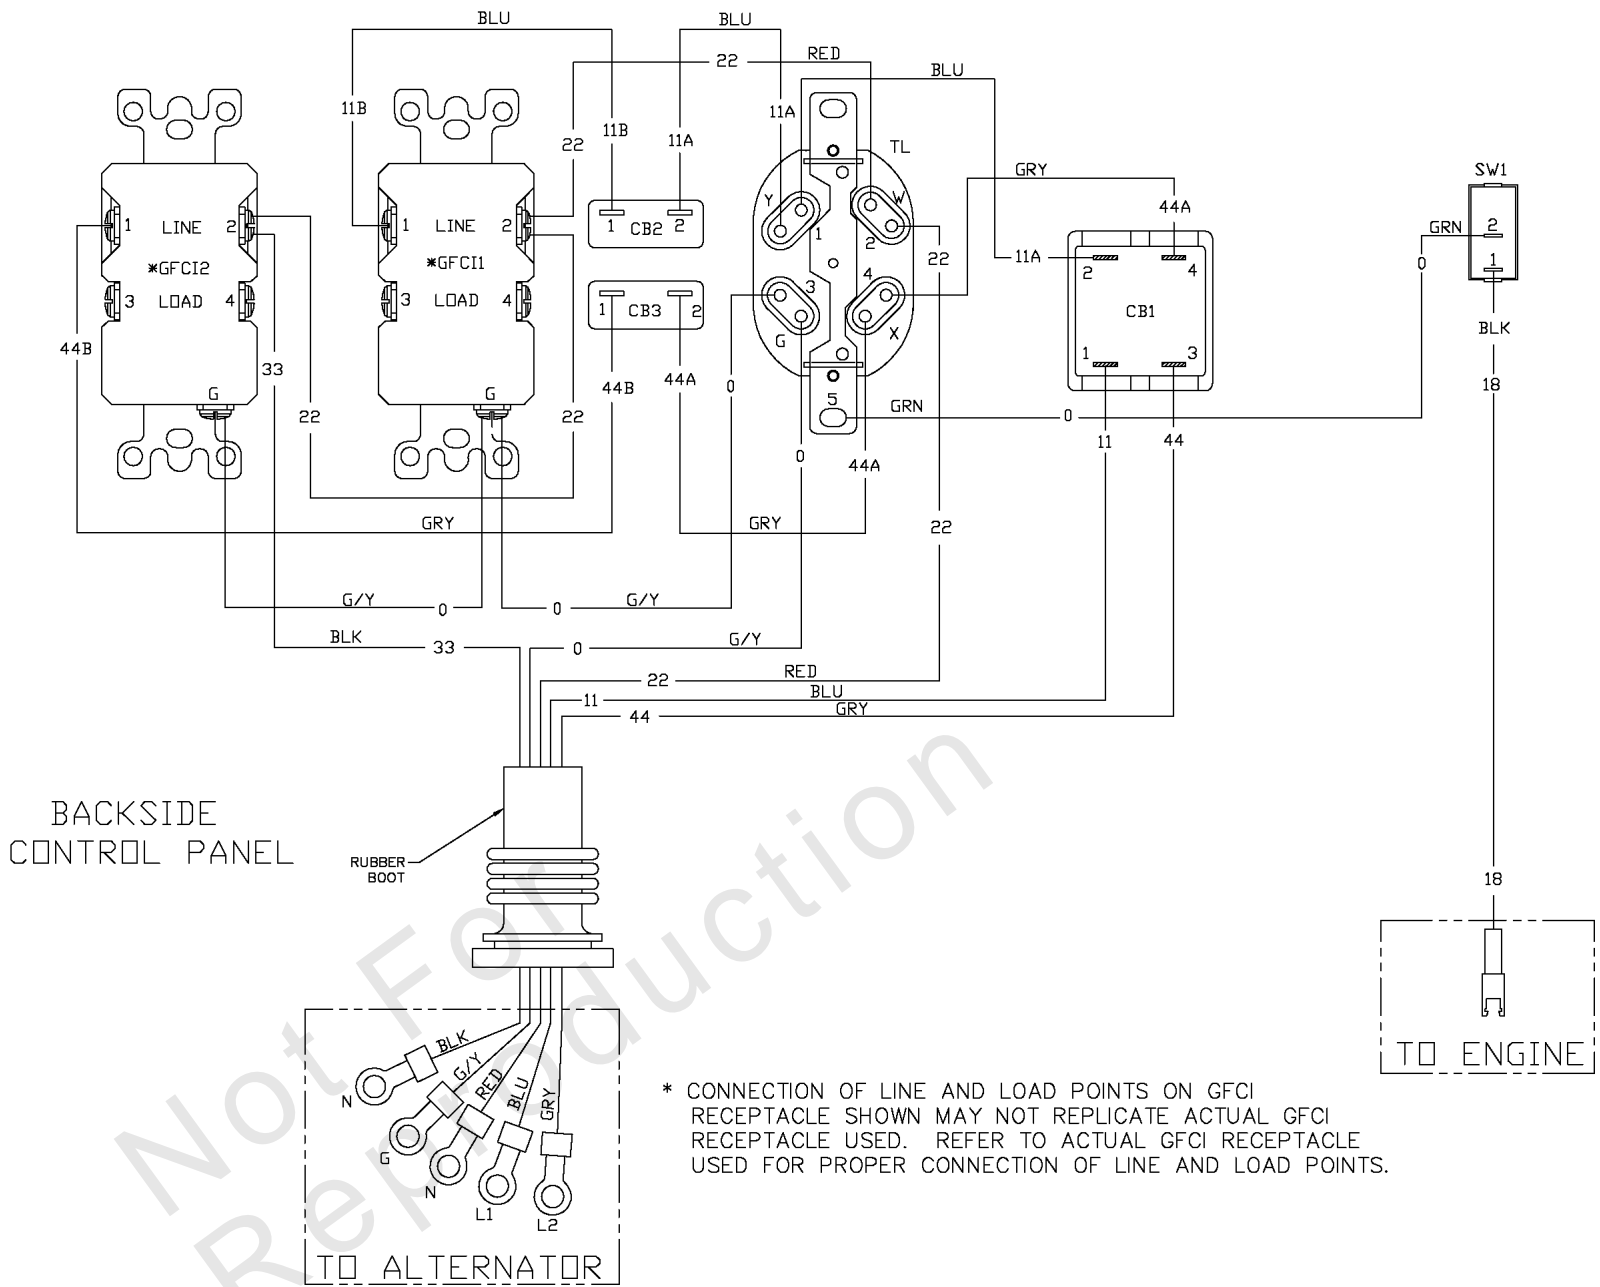 BLU
BLU
22
RED
BLU
11B
11B
22
11A
11A
TL
GRY
SW1
44A
Y
W
1
LINE
2
*GFCI2
3
LOAD
4
1
LINE
2
*GFCI1
3
LOAD
4
1
CB2
2
1
CB3
2
1
2
3
4
G
X
5
22
11A
2
4
CB1
1
3
GRN
0
2
1
BLK
18
44B
33
22
G
G
22
44B
44A
0
0
44A
GRN
0
11
44
GRY
GRY
22
G/Y
0
0
G/Y
BLK
33
0
G/Y
22
RED
11
BLU
44
GRY
BACKSIDE
CONTROL PANEL
RUBBER
BOOT
18
TO ENGINE
BLK
G/Y
RED
BLU
GRY
N
G
N
L1
L2
TO ALTERNATOR
* CONNECTION OF LINE AND LOAD POINTS ON GFCI
RECEPTACLE SHOWN MAY NOT REPLICATE ACTUAL GFCI
RECEPTACLE USED. REFER TO ACTUAL GFCI RECEPTACLE
USED FOR PROPER CONNECTION OF LINE AND LOAD POINTS.
Not For
Reproduction